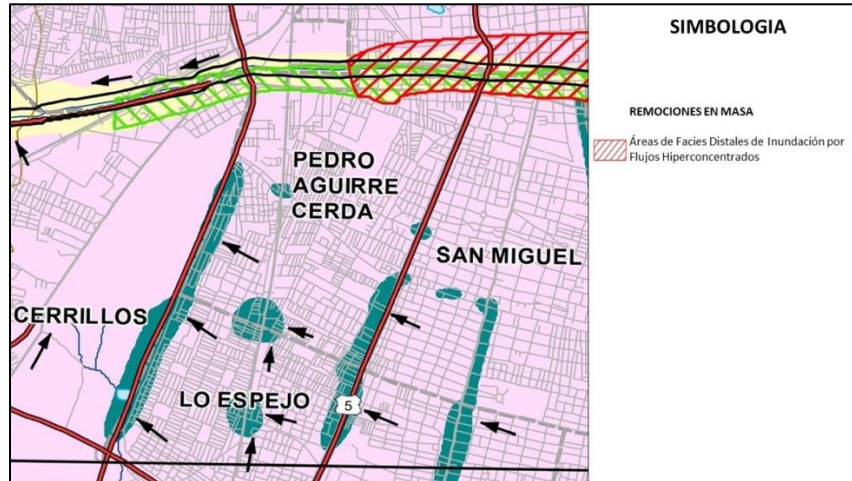 SIMBOLOGIA
REMOCIONES EN MASA
Áreas de Facies Distales de Inundación por
Flujos Hiperconcentrados
PEDRO
AGUIRRE
CERDA
SAN MIGUEL
CERRILLOS
LO ESPEJO
5